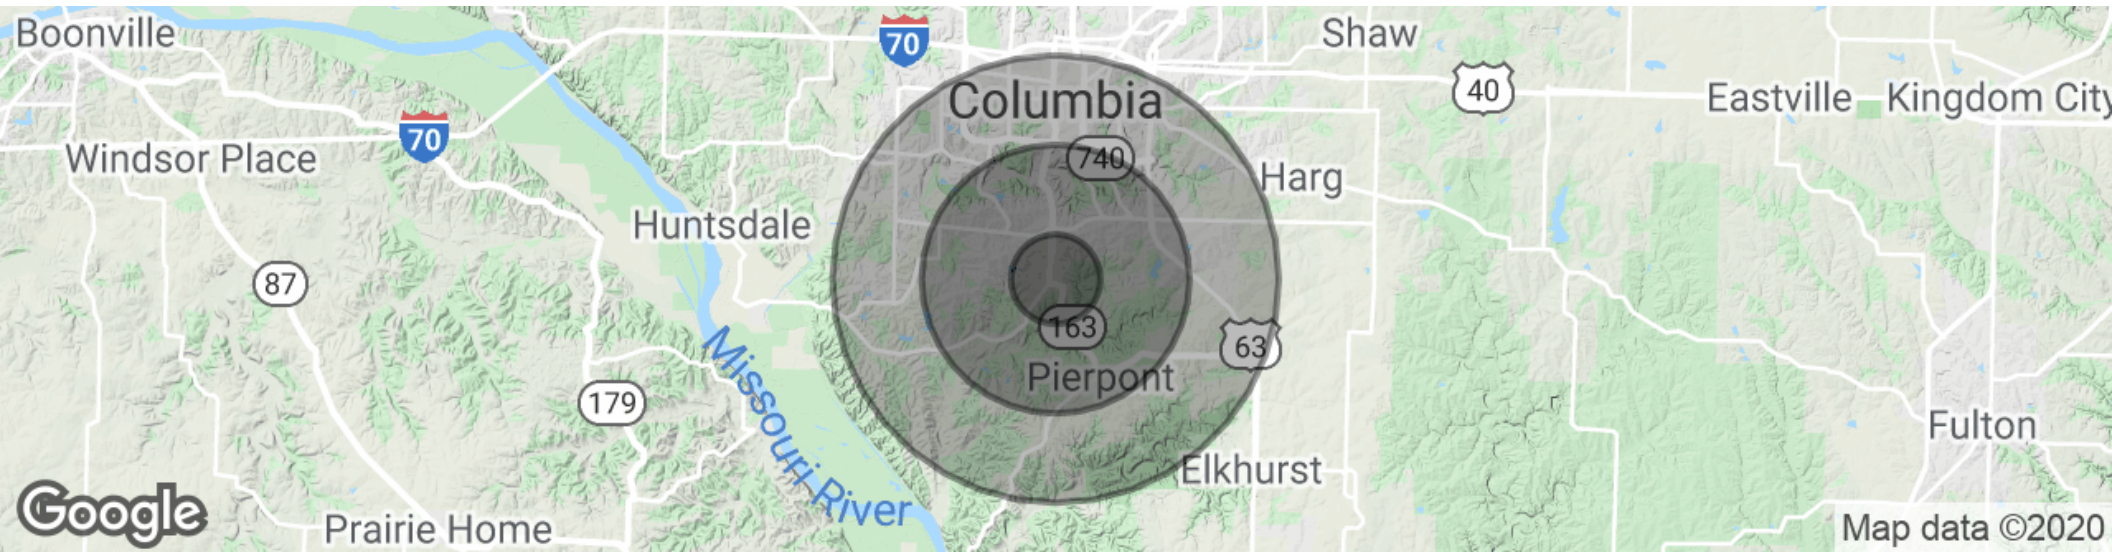 Boonville
70
Shaw
40
Columbia
Eastville
Kingdom City
70
Windsor Place
740
Harg
Huntsdale
87
163
63
Missouri River
Pierpont
179
Fulton
Elkhurst
Google
Prairie Home
Map data ©2020